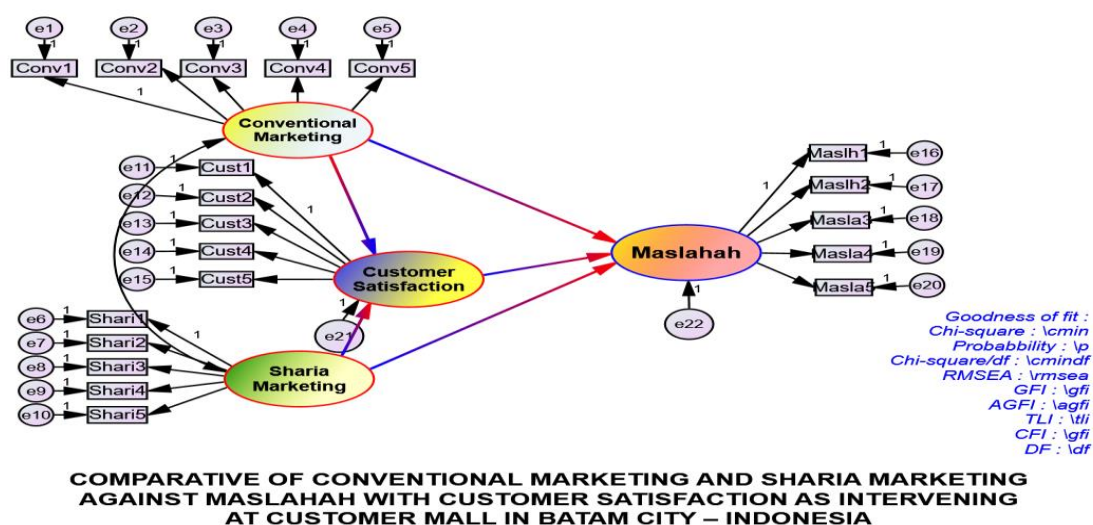 e1 e2 e3 e4 e5
1 1 1 1 1
Conv1 Conv2 Conv3 Conv4 Conv5
1
Conventional
Marketing
e11 1 Cust1
e12 1 Cust2
e13 1 Cust3
e14 1 Cust4
e15 1 Cust5
1
Customer
Satisfaction
1
e21
e6 1 Shari1
e7 1 Shari2
e8 1 Shari3
e9 1 Shari4
e10 1 Shari5
1
Sharia
Marketing
Maslh1 1 e16
Maslh2 1 e17
Masla3 1 e18
Masla4 1 e19
Masla5 1 e20
1
Maslahah
1
e22
Goodness of fit :
Chi-square : \cmin
Probabbility : \p
Chi-square/df : \cmindf
RMSEA : \rmsea
GFI : \gfi
AGFI : \agfi
TLI : \tli
CFI : \gfi
DF : \df
COMPARATIVE OF CONVENTIONAL MARKETING AND SHARIA MARKETING
AGAINST MASLAHAH WITH CUSTOMER SATISFACTION AS INTERVENING
AT CUSTOMER MALL IN BATAM CITY – INDONESIA